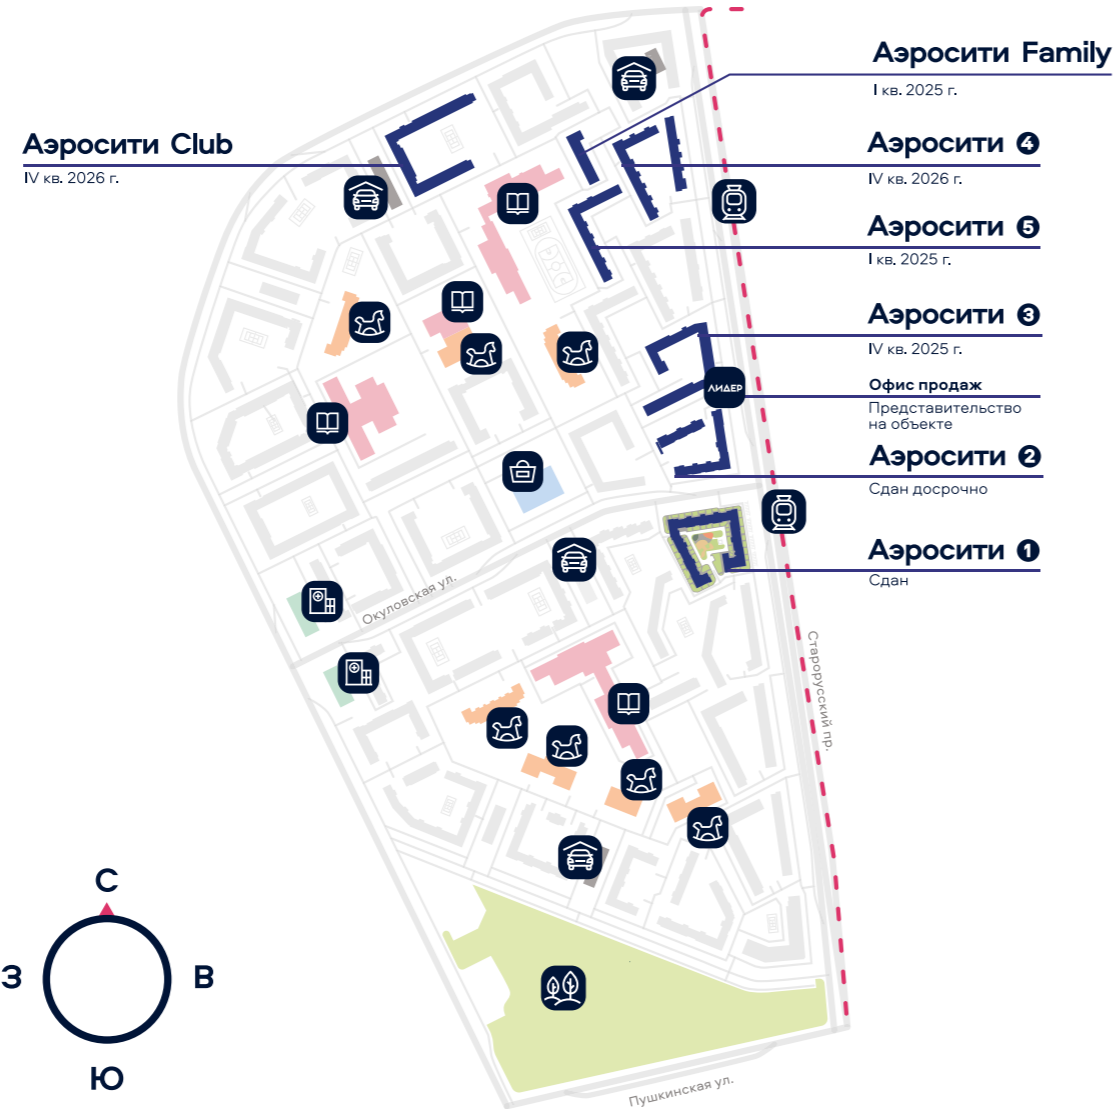 Аэросити Family
I кв. 2025 г.
Аэросити Club
IV кв. 2026 г.
Аэросити 4
IV кв. 2026 г.
Аэросити 5
I кв. 2025 г.
Аэросити 3
IV кв. 2025 г.
ЛИДЕР
Офис продаж
Представительство
на объекте
Аэросити 2
Сдан досрочно
Аэросити 1
Сдан
Окуловская ул.
Старорусский пр.
Пушкинская ул.
С
З
В
Ю